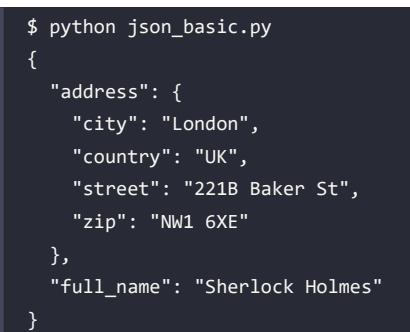 $ python json_basic.py
{
  "address": {
    "city": "London",
    "country": "UK",
    "street": "221B Baker St",
    "zip": "NW1 6XE"
  },
  "full_name": "Sherlock Holmes"
}